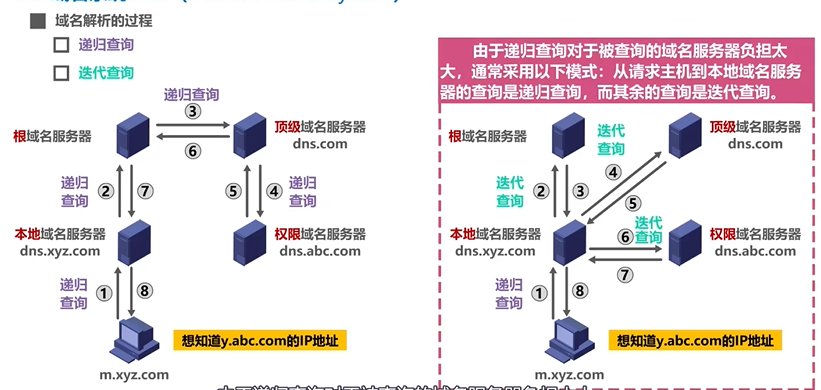 域名解析的过程
递归查询
迭代查询
由于递归查询对于被查询的域名服务器负担太
大，通常采用以下模式：从请求主机到本地域名服务
器的查询是递归查询，而其余的查询是迭代查询。
递归查询
③
⑥
根域名服务器
顶级域名服务器
dns.com
递归
查询
②
⑦
⑤
④
递归
查询
本地域名服务器
dns.xyz.com
权限域名服务器
dns.abc.com
递归
查询
①
⑧
想知道y.abc.com的IP地址
m.xyz.com
根域名服务器
迭代
查询
顶级域名服务器
dns.com
迭代
查询
②
③
④
⑤
本地域名服务器
dns.xyz.com
迭代
查询
⑥
⑦
权限域名服务器
dns.abc.com
递归
查询
①
⑧
想知道y.abc.com的IP地址
m.xyz.com